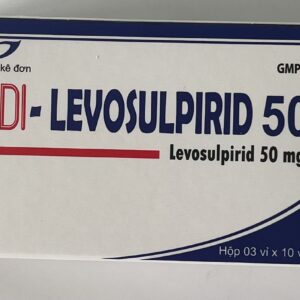 kê đơn
GMP
DI-LEVOSULPIRID 50
Levosulpirid 50 mg
Hộp 03 vỉ x 10